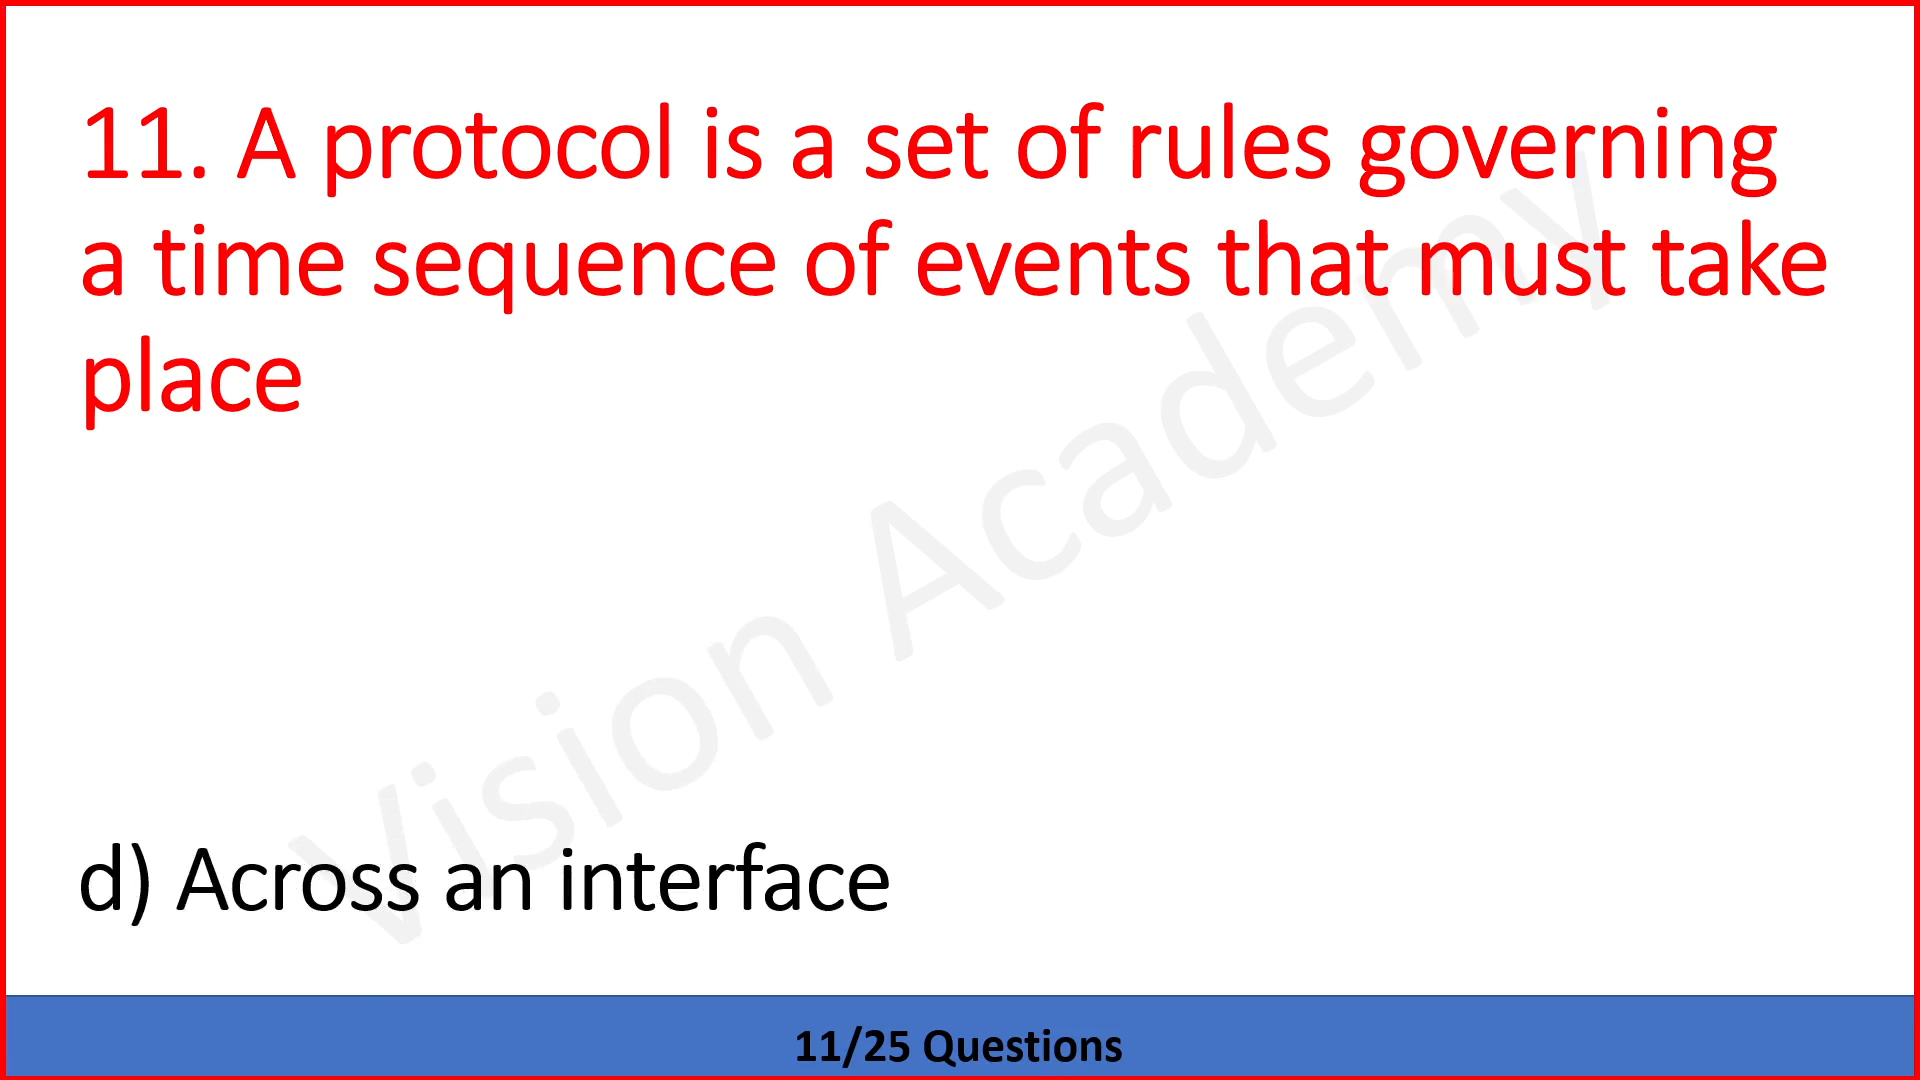 11. A protocol is a set of rules governing
a time sequence of events that must take
place
Vision Academy
d) Across an interface
11/25 Questions